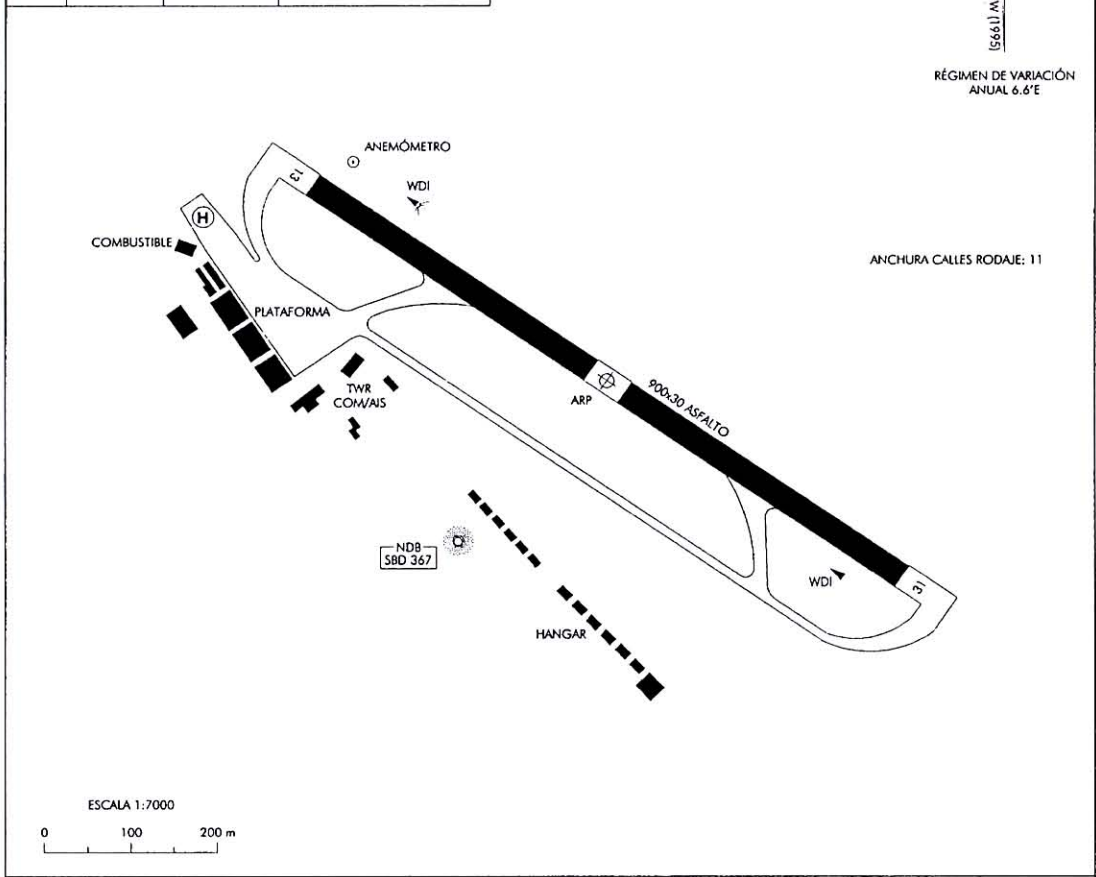 W (1995)
RÉGIMEN DE VARIACIÓN
ANUAL 6.6'E
ANEMÓMETRO
13
WDI
H
COMBUSTIBLE
ANCHURA CALLES RODAJE: 11
PLATAFORMA
TWR
COM/AIS
ARP
900x30 ASFALTO
NDB
SBD 367
WDI
31
HANGAR
ESCALA 1:7000
0 100 200 m